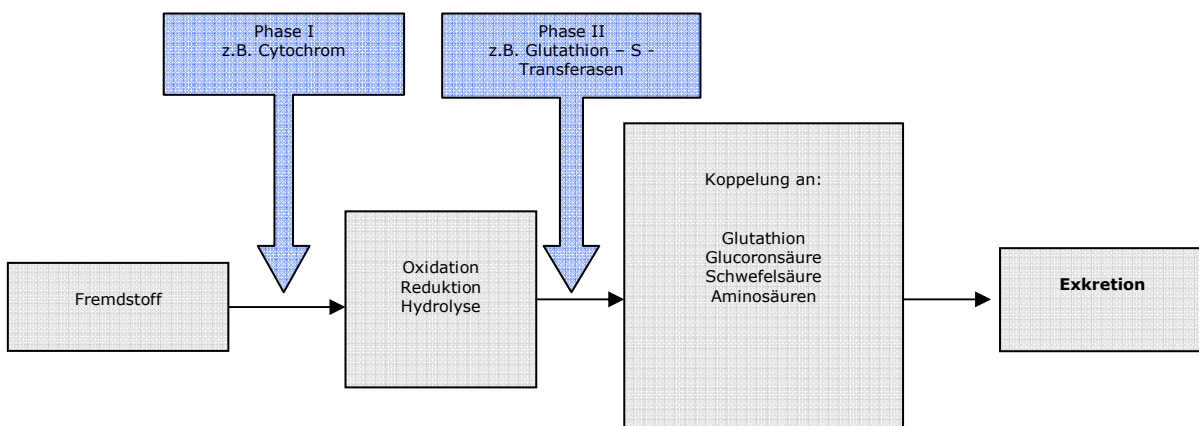 Phase I
z.B. Cytochrom
Phase II
z.B. Glutathion – S -
Transferasen
Fremdstoff
Oxidation
Reduktion
Hydrolyse
Koppelung an:
Glutathion
Glucoronsäure
Schwefelsäure
Aminosäuren
Exkretion